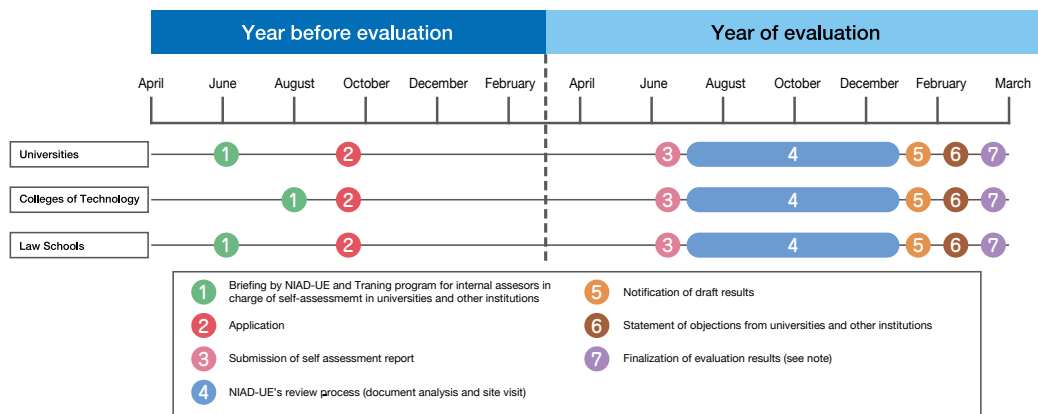 Year before evaluation
Year of evaluation
April
June
August
October
December
February
April
June
August
October
December
February
March
Universities
1
2
3
4
5
6
7
Colleges of Technology
1
2
3
4
5
6
7
Law Schools
1
2
3
4
5
6
7
1
Briefing by NIAD-UE and Traning program for internal assesors in
charge of self-assessment in universities and other institutions
2
Application
3
Submission of self assessment report
4
NIAD-UE's review process (document analysis and site visit)
5
Notification of draft results
6
Statement of objections from universities and other institutions
7
Finalization of evaluation results (see note)